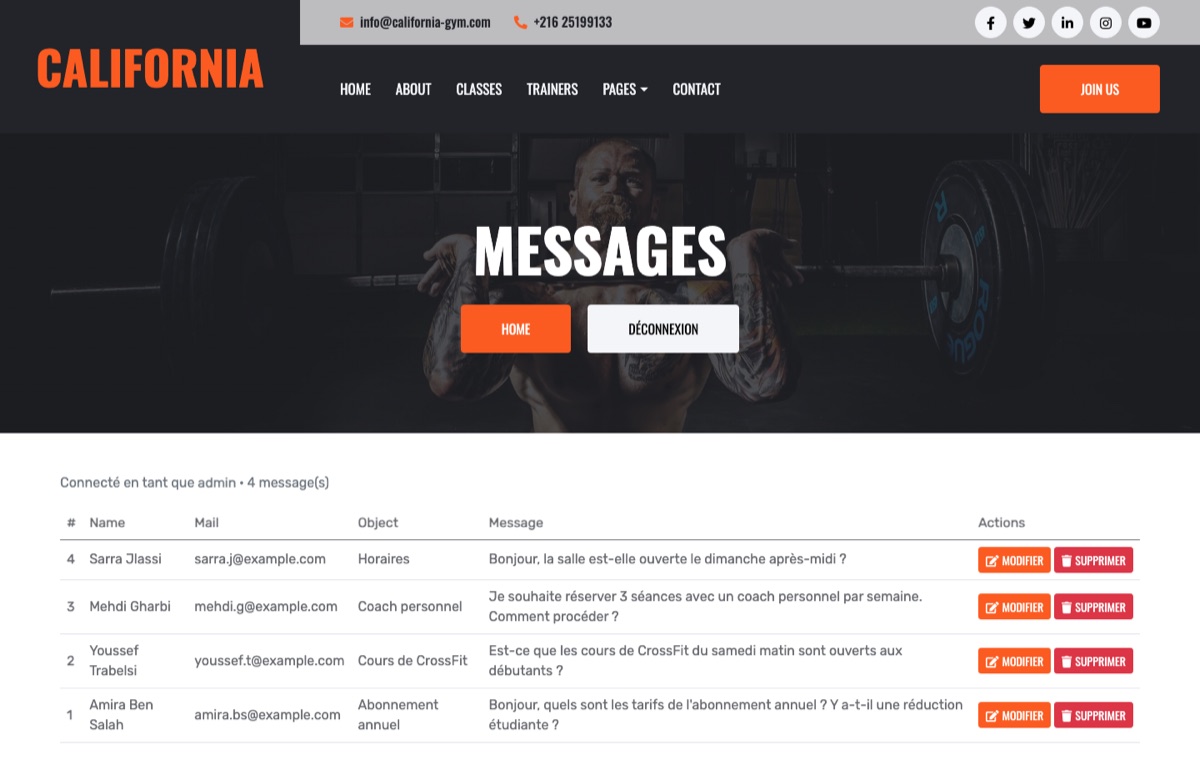 info@california-gym.com +216 25199133
CALIFORNIA
HOME ABOUT CLASSES TRAINERS PAGES CONTACT JOIN US
MESSAGES
HOME DÉCONNEXION
Connecté en tant que admin • 4 message(s)
# Name Mail Object Message Actions
4 Sarra Jlassi sarra.j@example.com Horaires Bonjour, la salle est-elle ouverte le dimanche après-midi ? MODIFIER SUPPRIMER
3 Mehdi Gharbi mehdi.g@example.com Coach personnel Je souhaite réserver 3 séances avec un coach personnel par semaine.
Comment procéder ? MODIFIER SUPPRIMER
2 Youssef
Trabelsi youssef.t@example.com Cours de CrossFit Est-ce que les cours de CrossFit du samedi matin sont ouverts aux
débutants ? MODIFIER SUPPRIMER
1 Amira Ben
Salah amira.bs@example.com Abonnement
annuel Bonjour, quels sont les tarifs de l'abonnement annuel ? Y a-t-il une réduction
étudiante ? MODIFIER SUPPRIMER